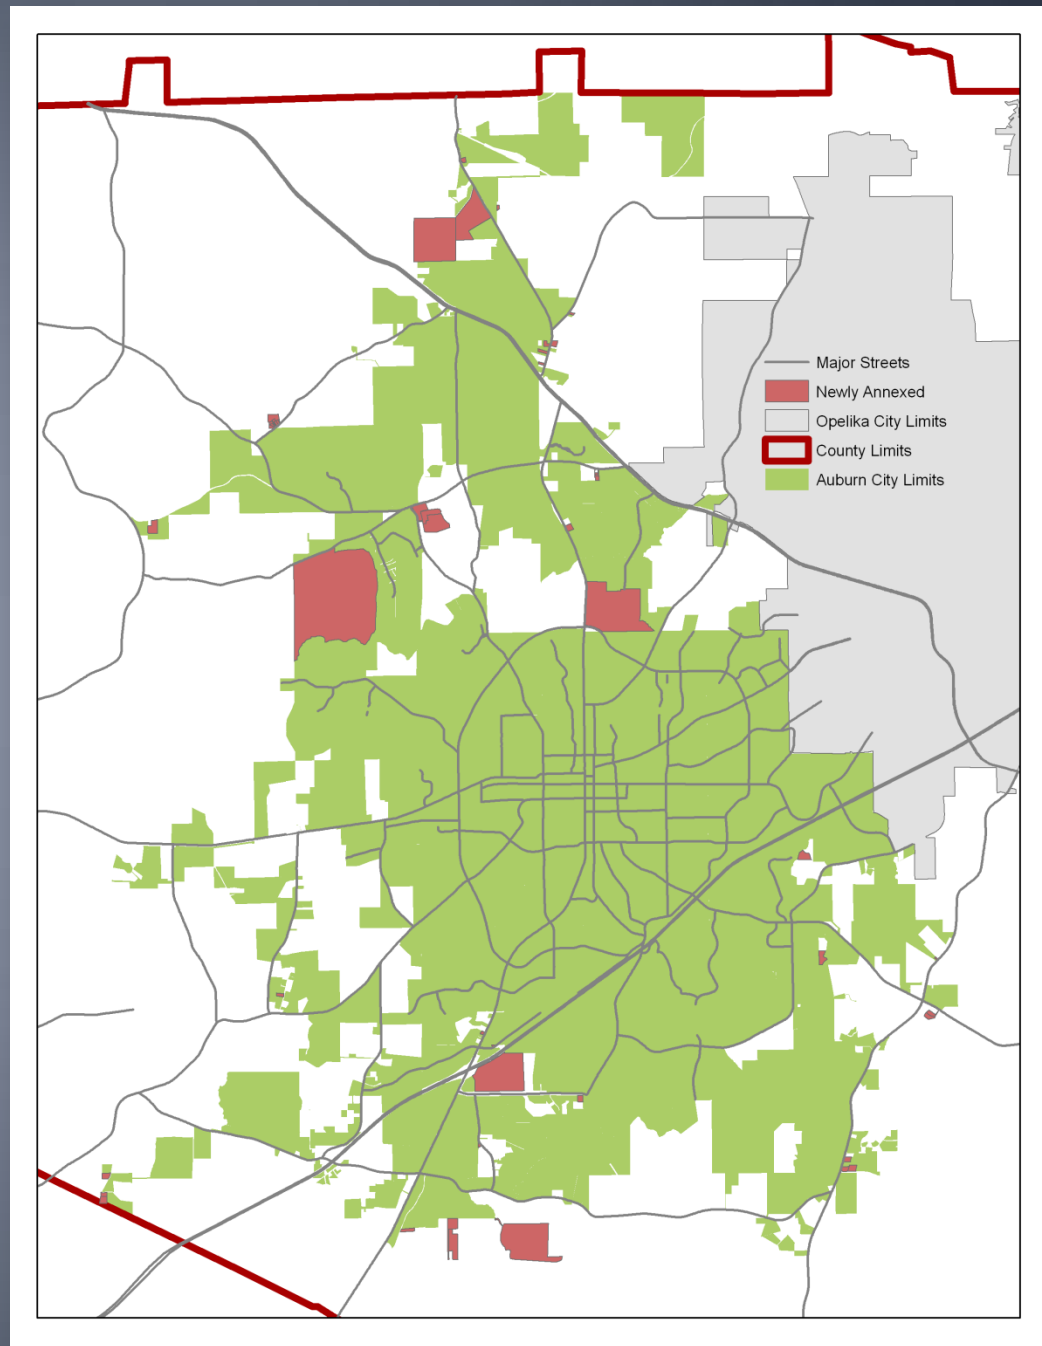 Major Streets
Newly Annexed
Opelika City Limits
County Limits
Auburn City Limits